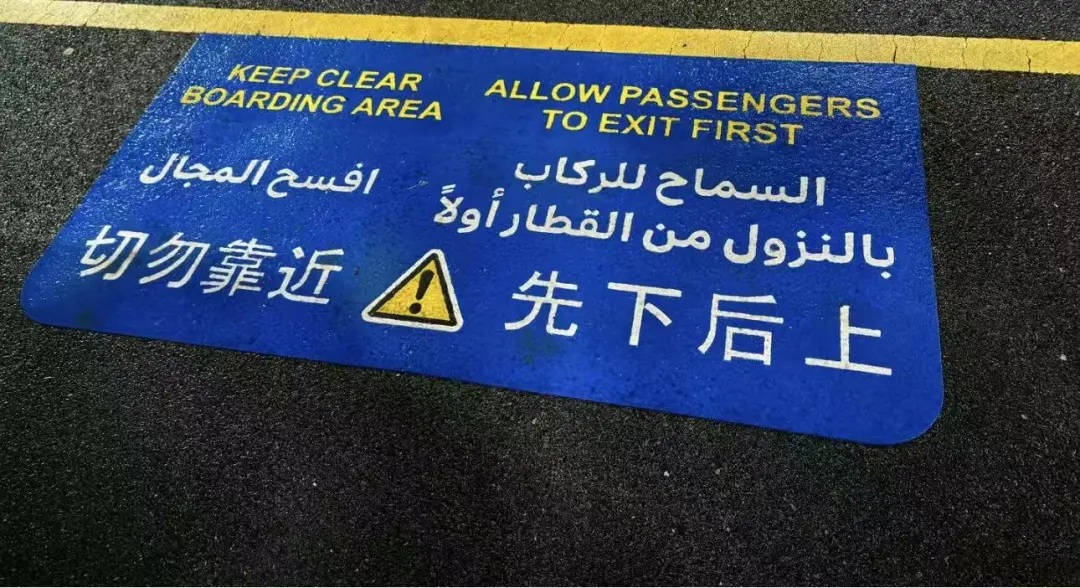 KEEP CLEAR
BOARDING AREA
افسح المجال
切勿靠近
ALLOW PASSENGERS
TO EXIT FIRST
السماح للركاب
بالنزول من القطار أولاً
先下后上